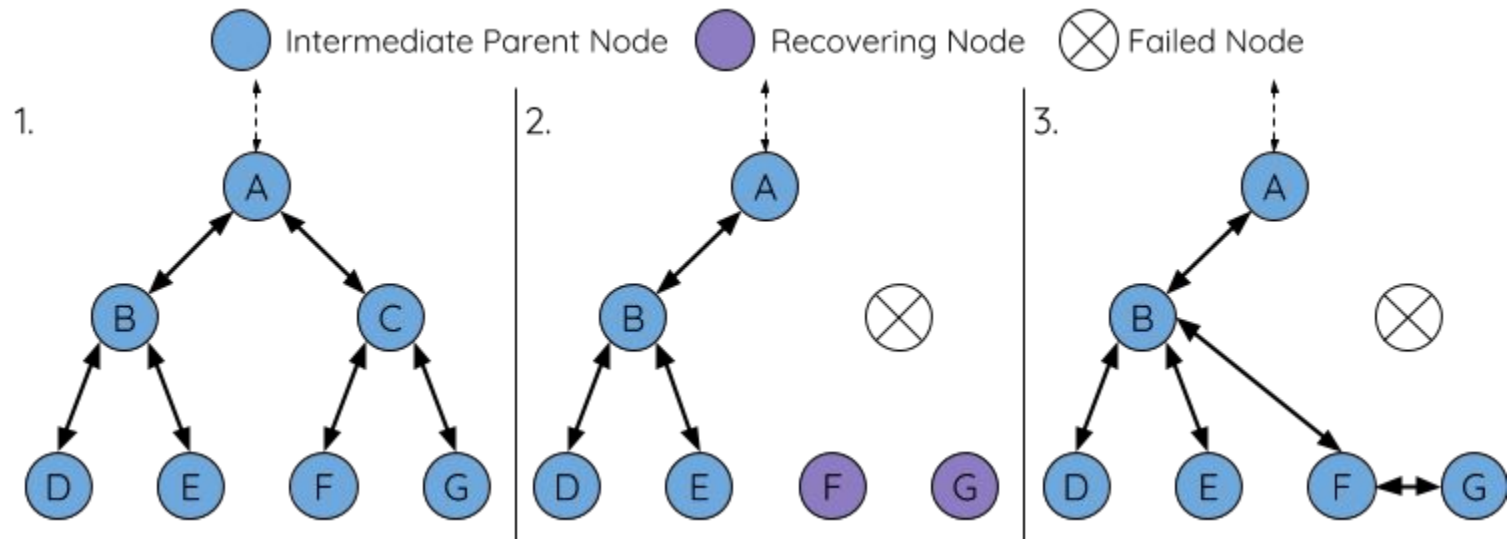 Intermediate Parent Node Recovering Node Failed Node
1.
A
B C
D E F G
2.
A
B
D E F G
3.
A
B
D E F G